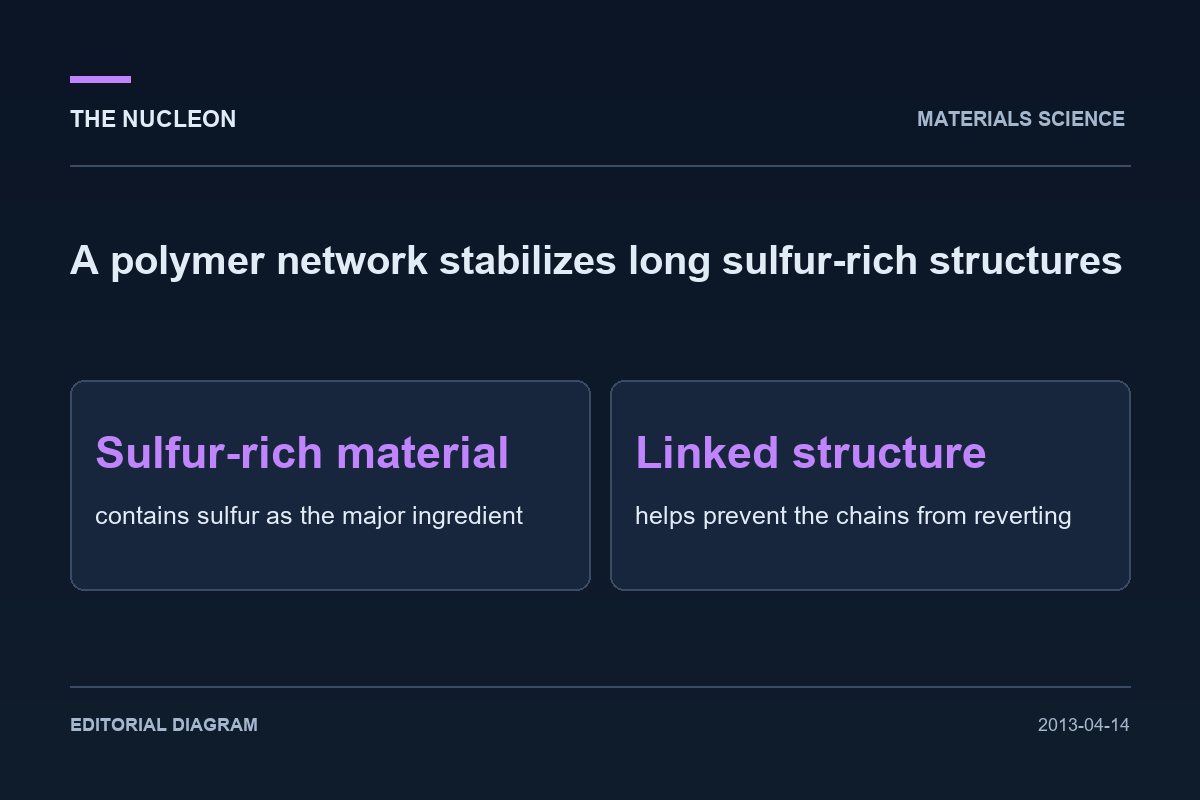 THE NUCLEON
MATERIALS SCIENCE
A polymer network stabilizes long sulfur-rich structures
Sulfur-rich material
contains sulfur as the major ingredient
Linked structure
helps prevent the chains from reverting
EDITORIAL DIAGRAM
2013-04-14